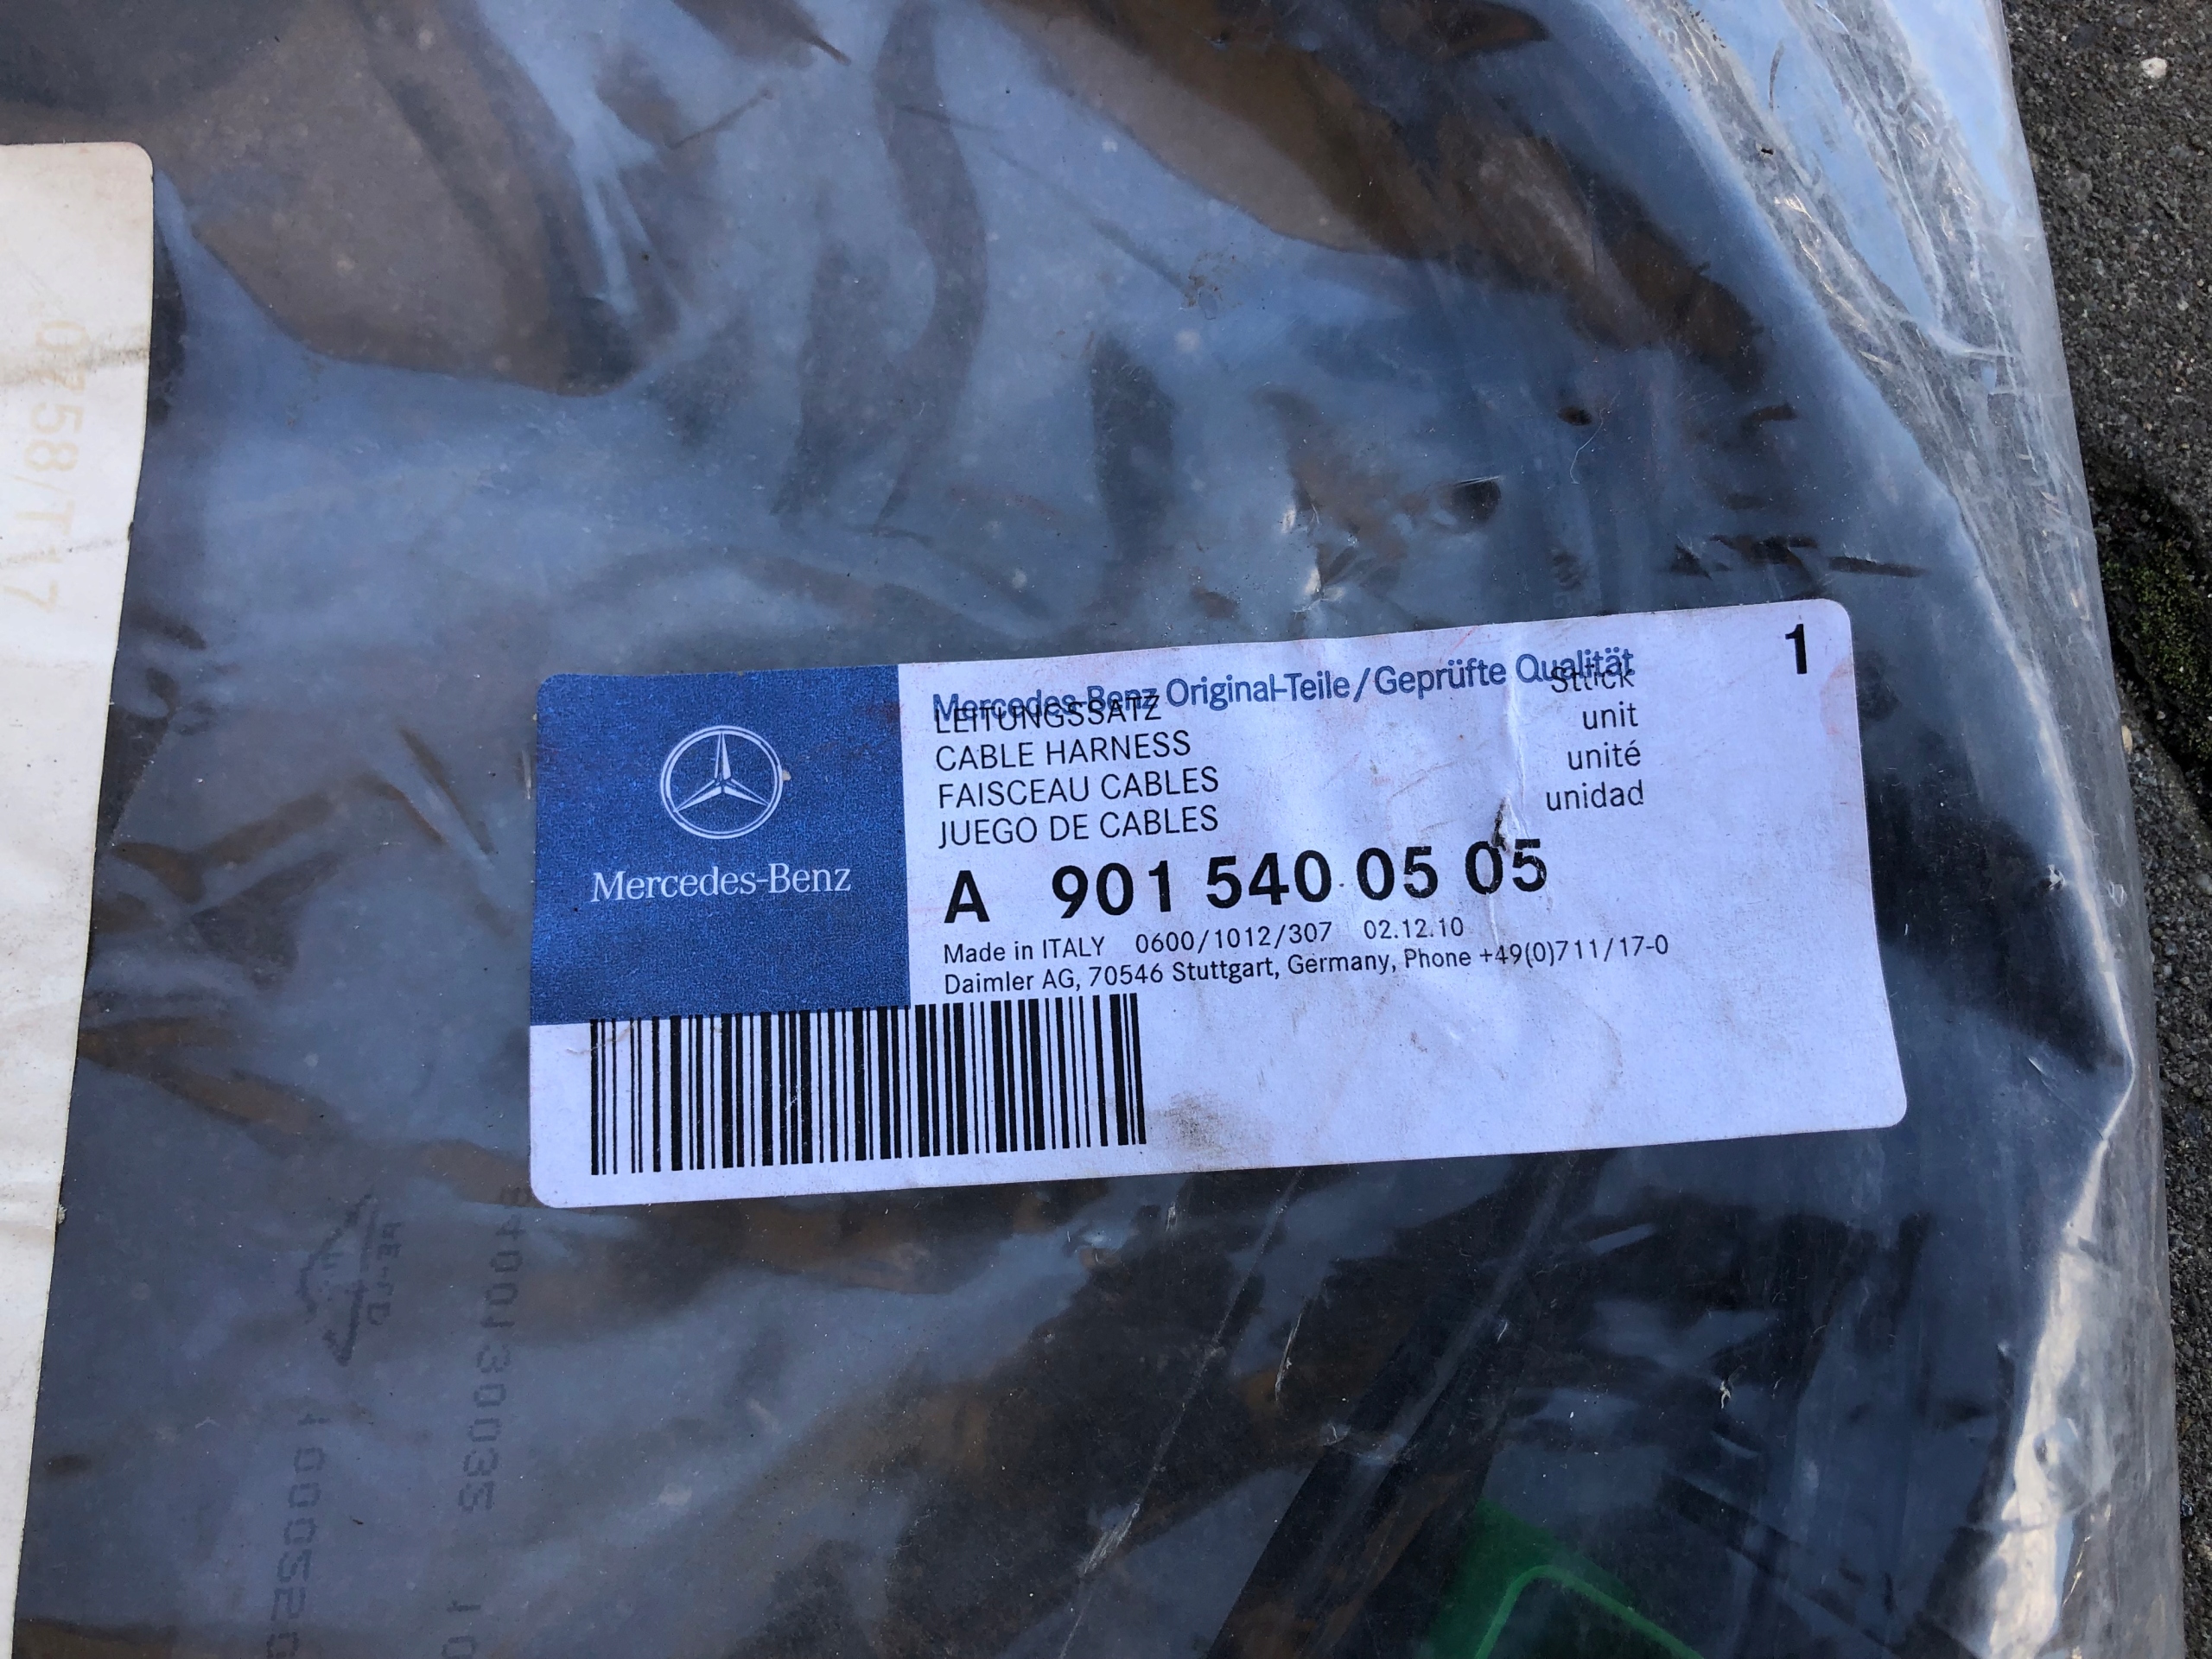 0758/T17
Mercedes-Benz
Mercedes-Benz Original-Teile/Geprüfte Qualität
LEITUNGSSATZ
CABLE HARNESS
FAISCEAU CABLES
JUEGO DE CABLES
Stück
unit
unité
unidad
1
A 901 540 05 05
Made in ITALY 0600/1012/307 02.12.10
Daimler AG, 70546 Stuttgart, Germany, Phone +49(0)711/17-0